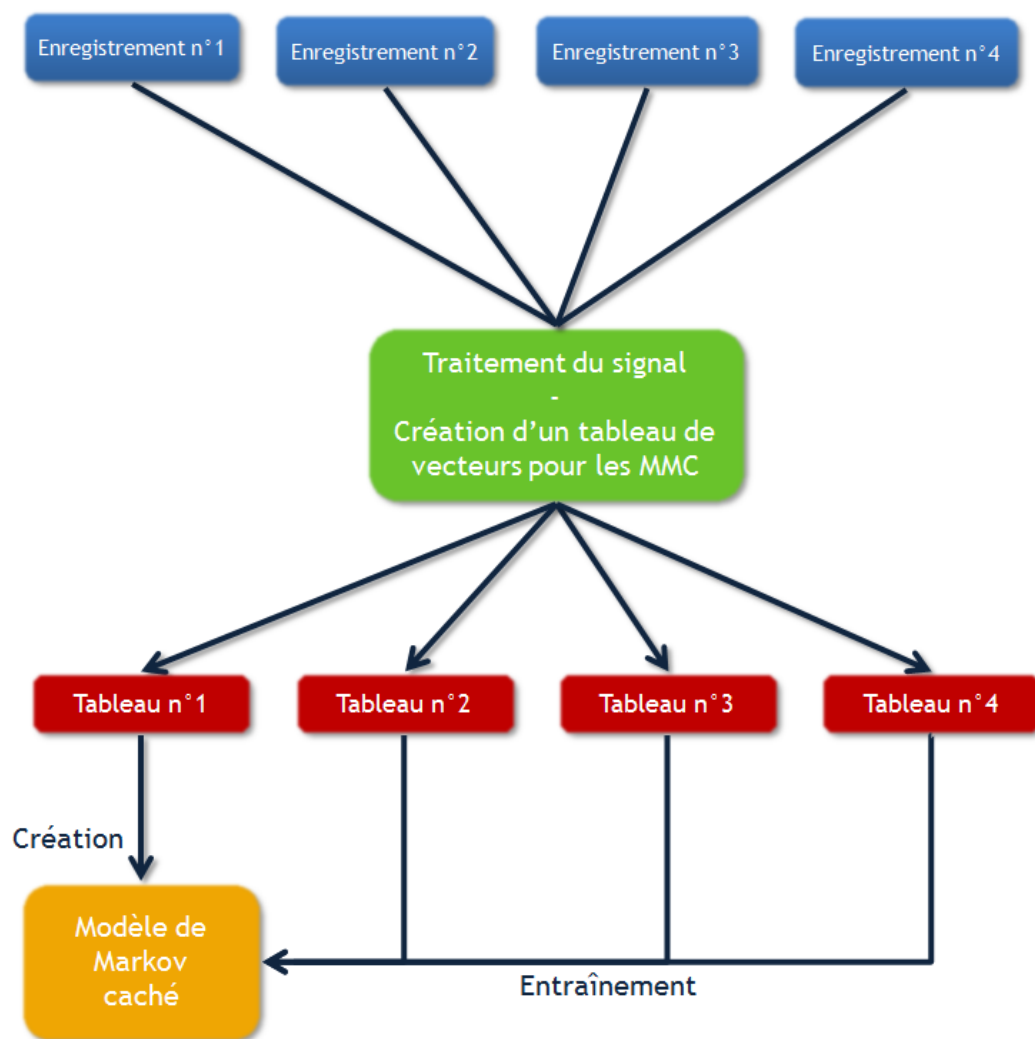 Enregistrement n°1
Enregistrement n°2
Enregistrement n°3
Enregistrement n°4
Traitement du signal
-
Création d'un tableau de
vecteurs pour les MMC
Tableau n°1
Tableau n°2
Tableau n°3
Tableau n°4
Création
Modèle de
Markov
caché
Entraînement